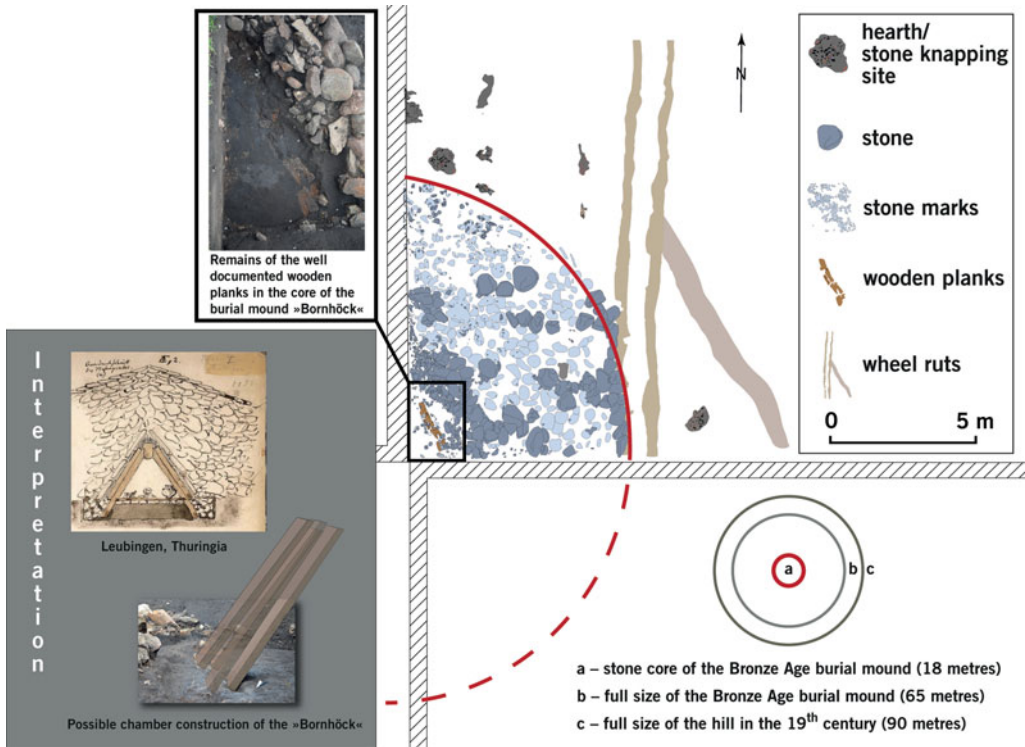 Remains of the well
documented wooden
planks in the core of the
burial mound »Bornhöck«
N
hearth/
stone knapping
site
stone
stone marks
wooden planks
wheel ruts
0 5 m
Interpretation
Leubingen, Thuringia
Possible chamber construction of the »Bornhöck«
a
b
c
a – stone core of the Bronze Age burial mound (18 metres)
b – full size of the Bronze Age burial mound (65 metres)
c – full size of the hill in the 19th century (90 metres)